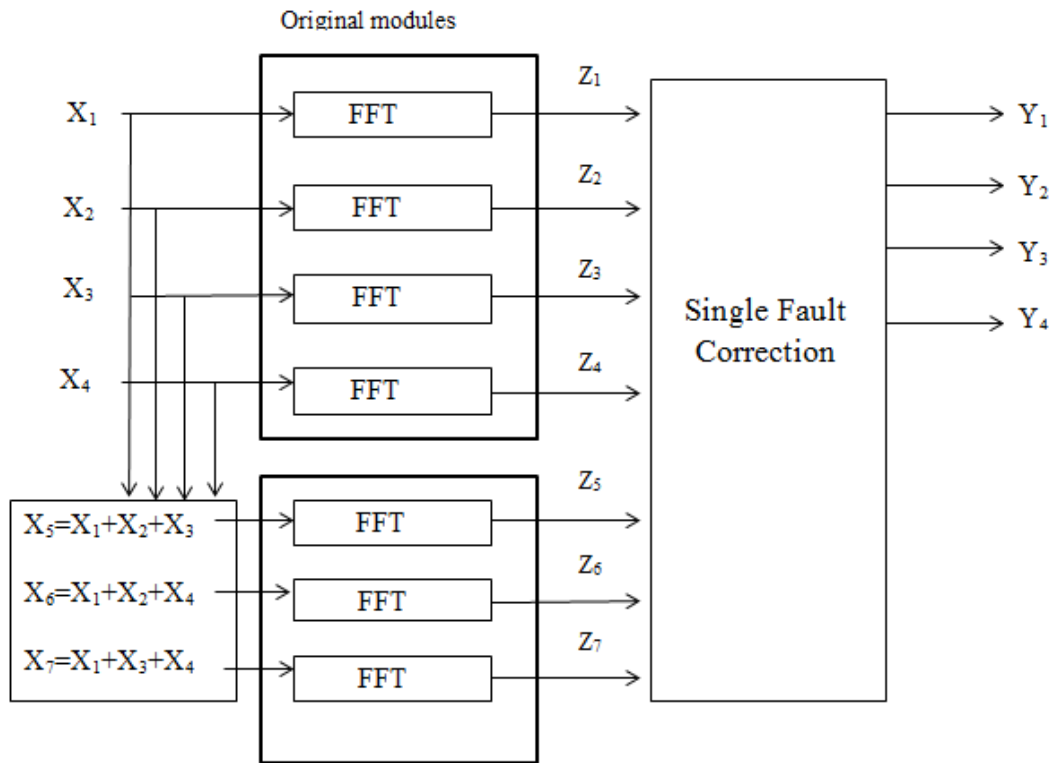 Original modules
X₁
FFT
Z₁
Y₁
X₂
FFT
Z₂
Y₂
X₃
FFT
Z₃
Y₃
X₄
FFT
Z₄
Y₄
Single Fault
Correction
X₅=X₁+X₂+X₃
FFT
Z₅
X₆=X₁+X₂+X₄
FFT
Z₆
X₇=X₁+X₃+X₄
FFT
Z₇